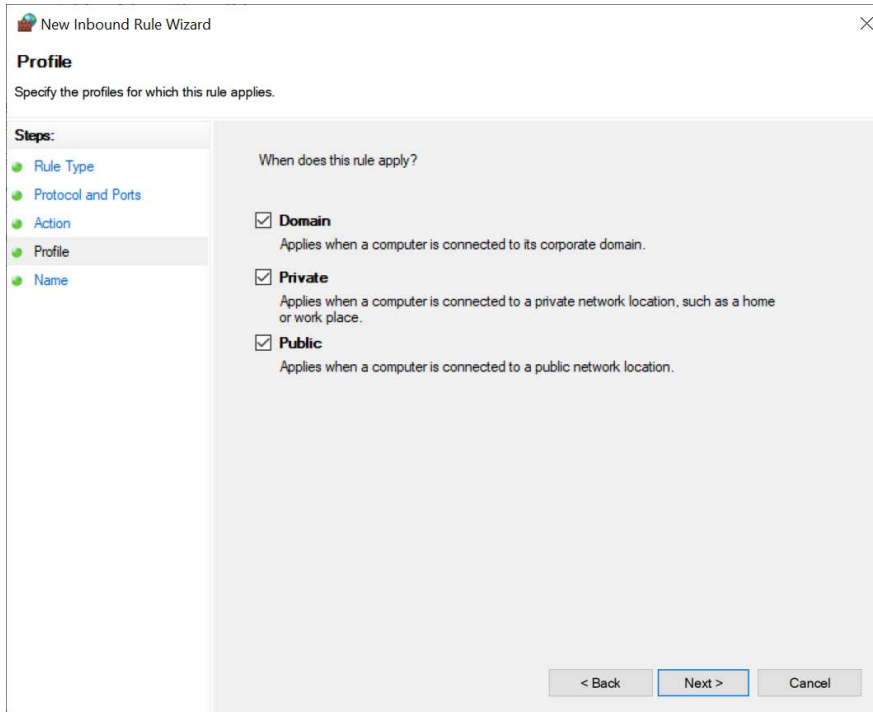 New Inbound Rule Wizard
Profile
Specify the profiles for which this rule applies.
Steps:
Rule Type
Protocol and Ports
Action
Profile
Name
When does this rule apply?
Domain
Applies when a computer is connected to its corporate domain.
Private
Applies when a computer is connected to a private network location, such as a home
or work place.
Public
Applies when a computer is connected to a public network location.
< Back
Next >
Cancel